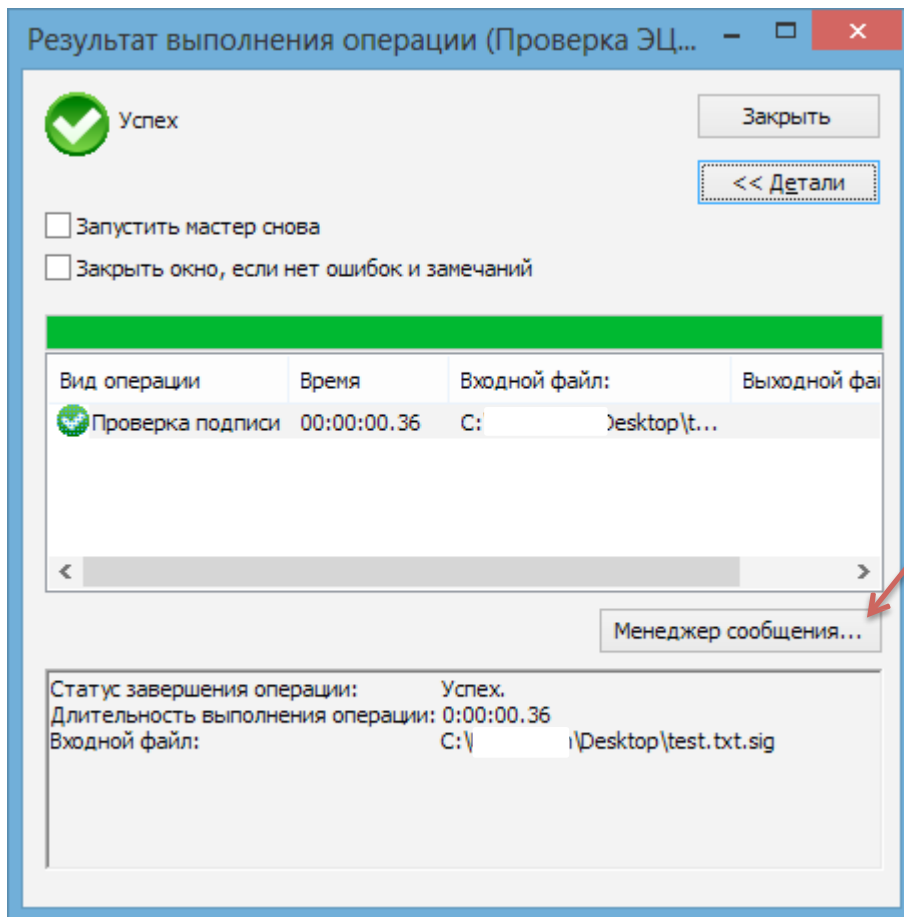 Результат выполнения операции (Проверка ЭЦ...
Успех
Закрыть
<< Детали
Запустить мастер снова
Закрыть окно, если нет ошибок и замечаний
Вид операции Время Входной файл: Выходной фай
Проверка подписи 00:00:00.36 C: Desktop\t...
Менеджер сообщения...
Статус завершения операции: Успех.
Длительность выполнения операции: 0:00:00.36
Входной файл: C:\ \Desktop\test.txt.sig